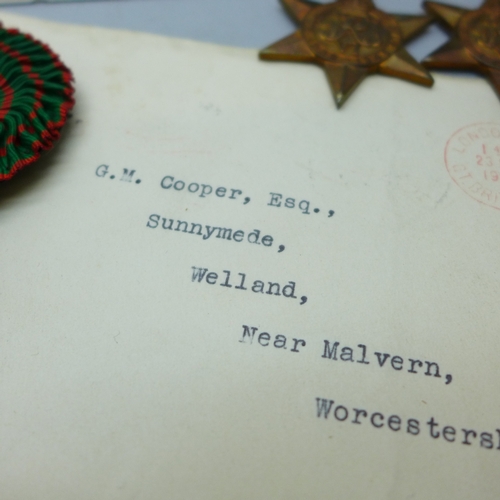 G.M. Cooper, Esq.,
Sunnymede,
Welland,
Near Malvern,
Worcestersh